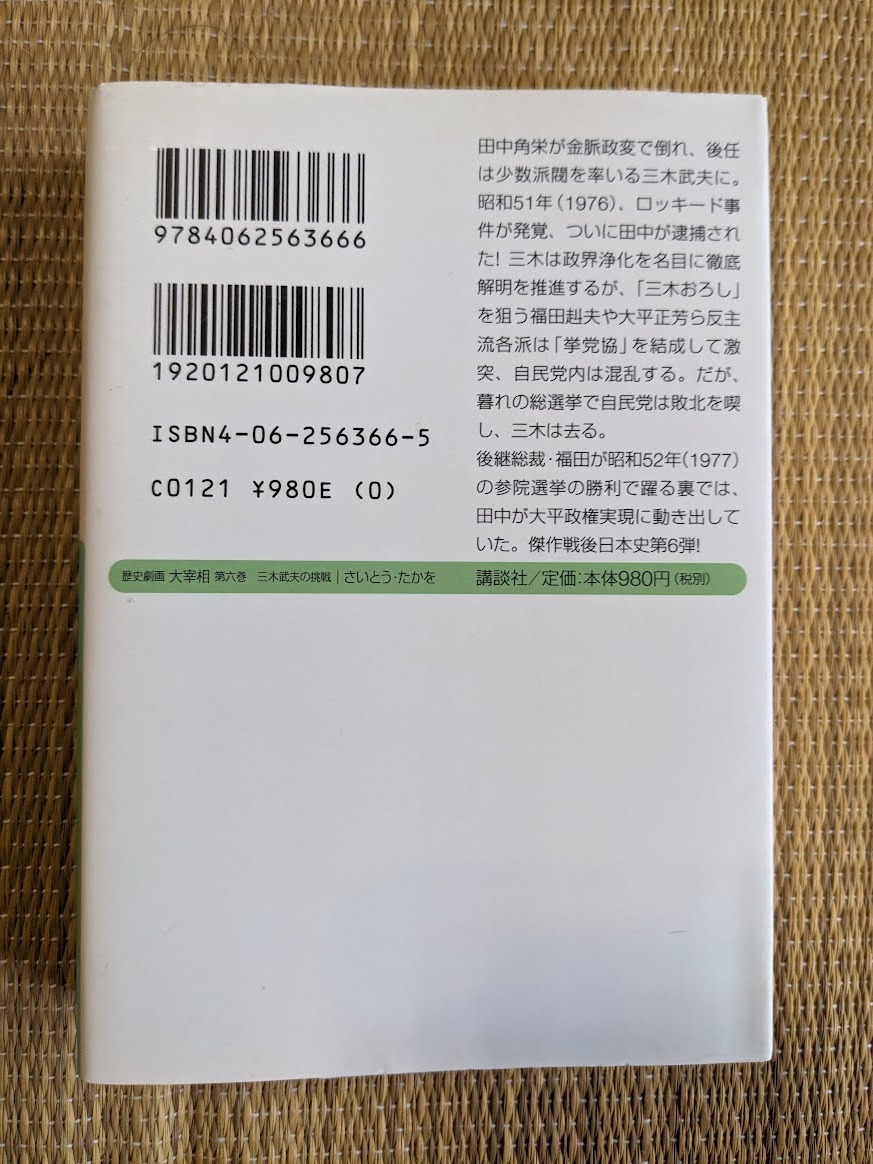 9784062563666
1920121009807
ISBN4-06-256366-5
C0121 ¥980E (0)
田中角栄が金脈政変で倒れ、後任
は少数派閥を率いる三木武夫に。
昭和51年(1976)、ロッキード事
件が発覚、ついに田中が逮捕され
た! 三木は政界浄化を名目に徹底
解明を推進するが、「三木おろし」
を狙う福田赳夫や大平正芳ら反主
流各派は「挙党協」を結成して激
突、自民党内は混乱する。だが、
暮れの総選挙で自民党は敗北を喫
し、三木は去る。
後継総裁・福田が昭和52年(1977)
の参院選挙の勝利で躍る裏では、
田中が大平政権実現に動き出して
いた。傑作戦後日本史第6弾!
歴史劇画 大宰相 第六巻 三木武夫の挑戦|さいとう・たかを 講談社/定価:本体980円(税別)